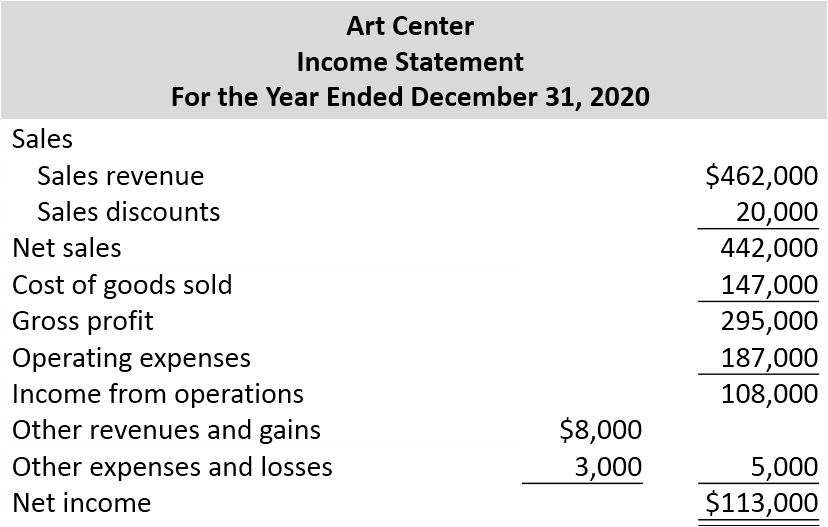 Art Center
Income Statement
For the Year Ended December 31, 2020
Sales
Sales revenue $462,000
Sales discounts 20,000
Net sales 442,000
Cost of goods sold 147,000
Gross profit 295,000
Operating expenses 187,000
Income from operations 108,000
Other revenues and gains $8,000
Other expenses and losses 3,000 5,000
Net income $113,000